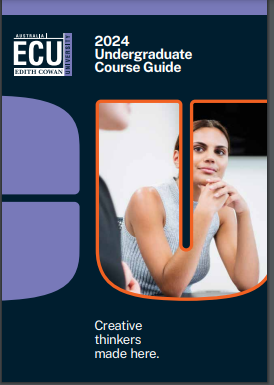 AUSTRALIA
ECU
EDITH COWAN
UNIVERSITY
2024
Undergraduate
Course Guide
Creative
thinkers
made here.